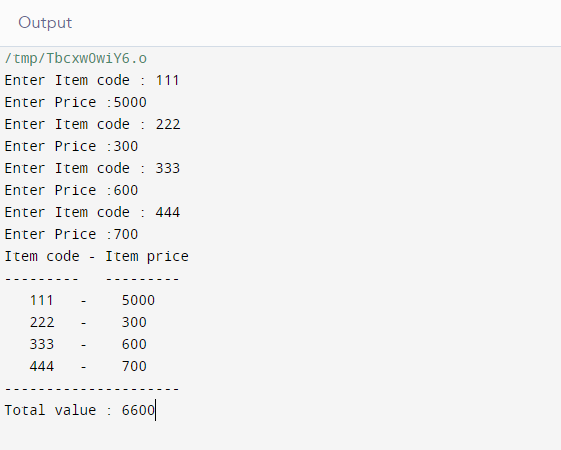 Output
/tmp/Tbcxw0wiY6.o
Enter Item code : 111
Enter Price :5000
Enter Item code : 222
Enter Price :300
Enter Item code : 333
Enter Price :600
Enter Item code : 444
Enter Price :700
Item code - Item price
---------   ---------
   111   -    5000
   222   -    300
   333   -    600
   444   -    700
---------------------
Total value : 6600